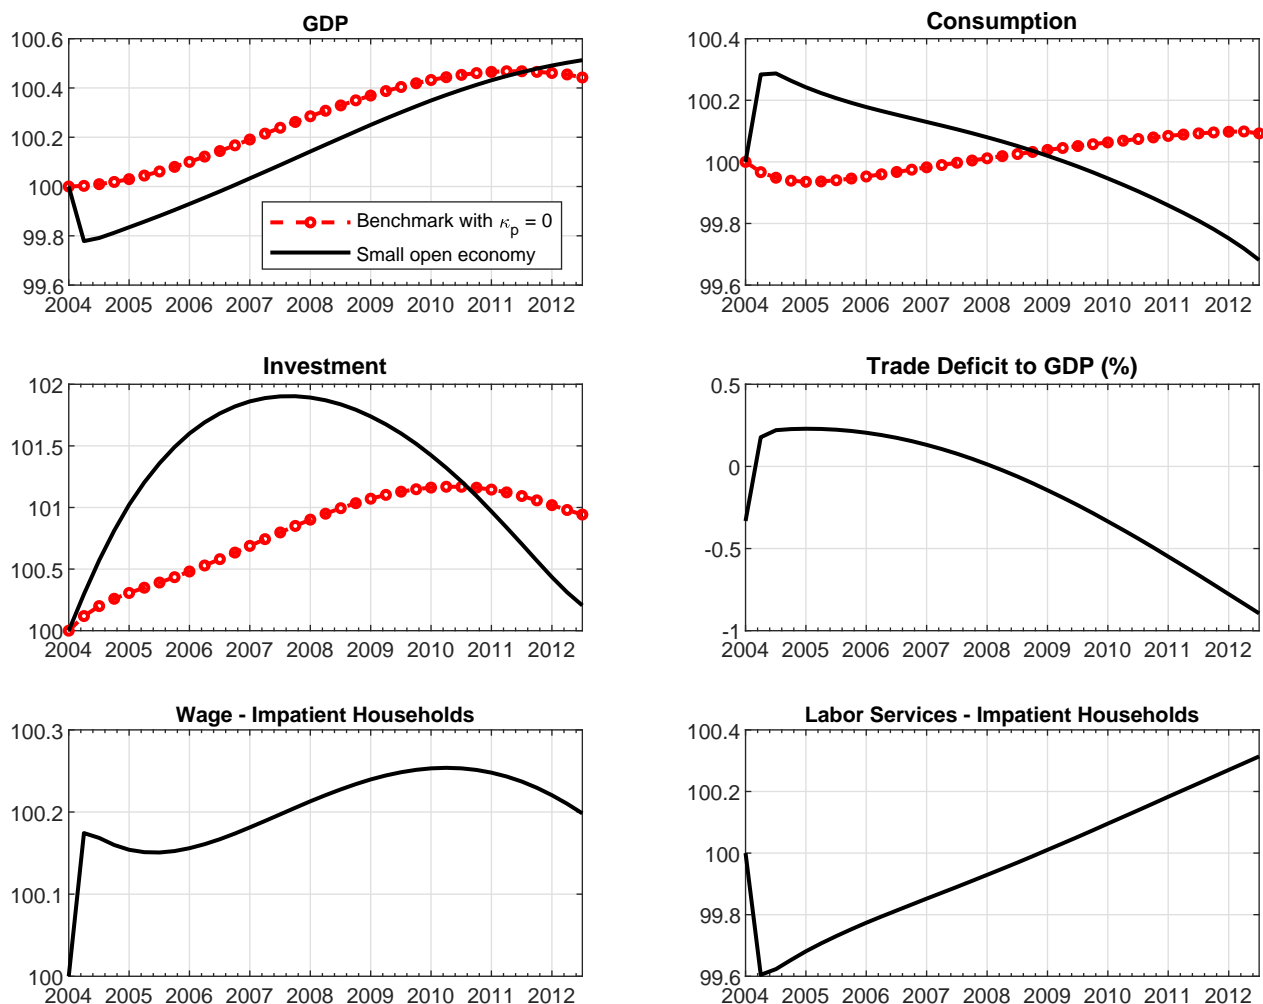 GDP
100.6
100.4
100.2
100
99.8
99.6
2004 2005 2006 2007 2008 2009 2010 2011 2012
Benchmark with κp = 0
Small open economy
Consumption
100.4
100.2
100
99.8
99.6
2004 2005 2006 2007 2008 2009 2010 2011 2012
Investment
102
101.5
101
100.5
100
2004 2005 2006 2007 2008 2009 2010 2011 2012
Trade Deficit to GDP (%)
0.5
0
-0.5
-1
2004 2005 2006 2007 2008 2009 2010 2011 2012
Wage - Impatient Households
100.3
100.2
100.1
100
2004 2005 2006 2007 2008 2009 2010 2011 2012
Labor Services - Impatient Households
100.4
100.2
100
99.8
99.6
2004 2005 2006 2007 2008 2009 2010 2011 2012